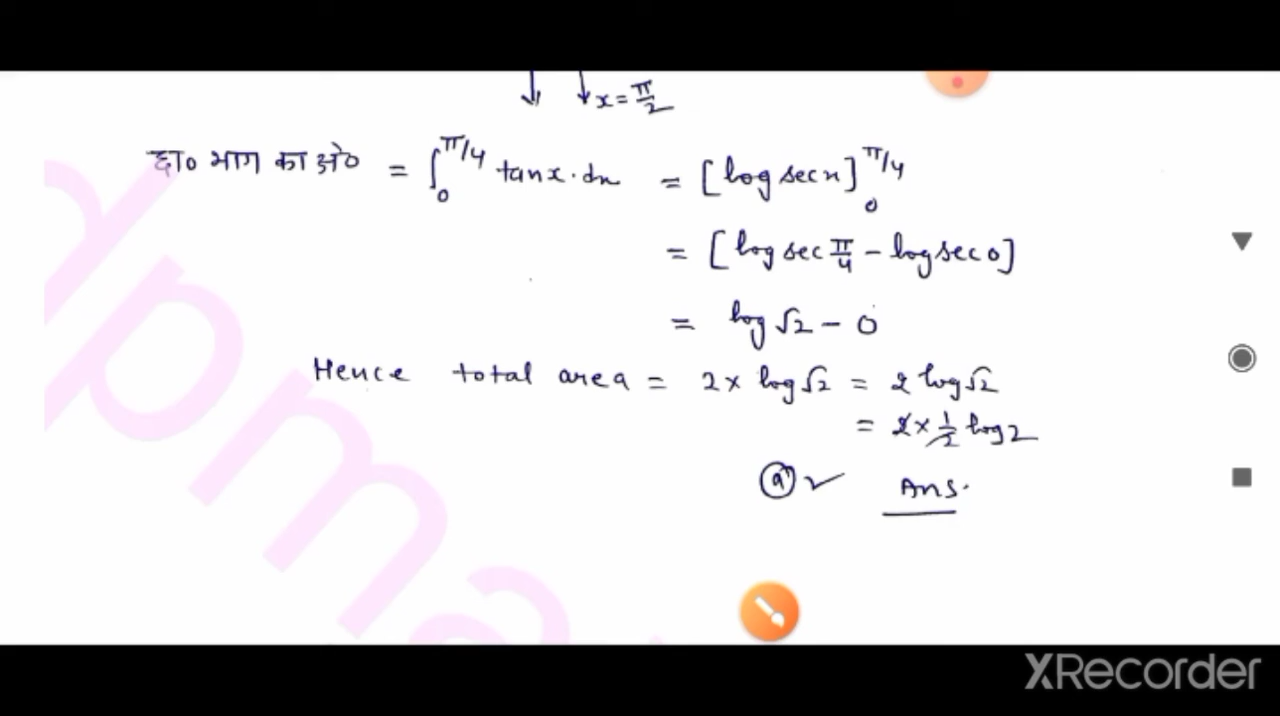 x = π/2
छा० भाग का क्षे० = ∫₀^π/4 tanx·dx = [log sec x]₀^π/4
= [log sec π/4 − log sec 0]
= log √2 − 0
Hence total area = 2 × log √2 = 2 log √2
= 2 × 1/2 log 2
(a) ✓ Ans.
XRecorder